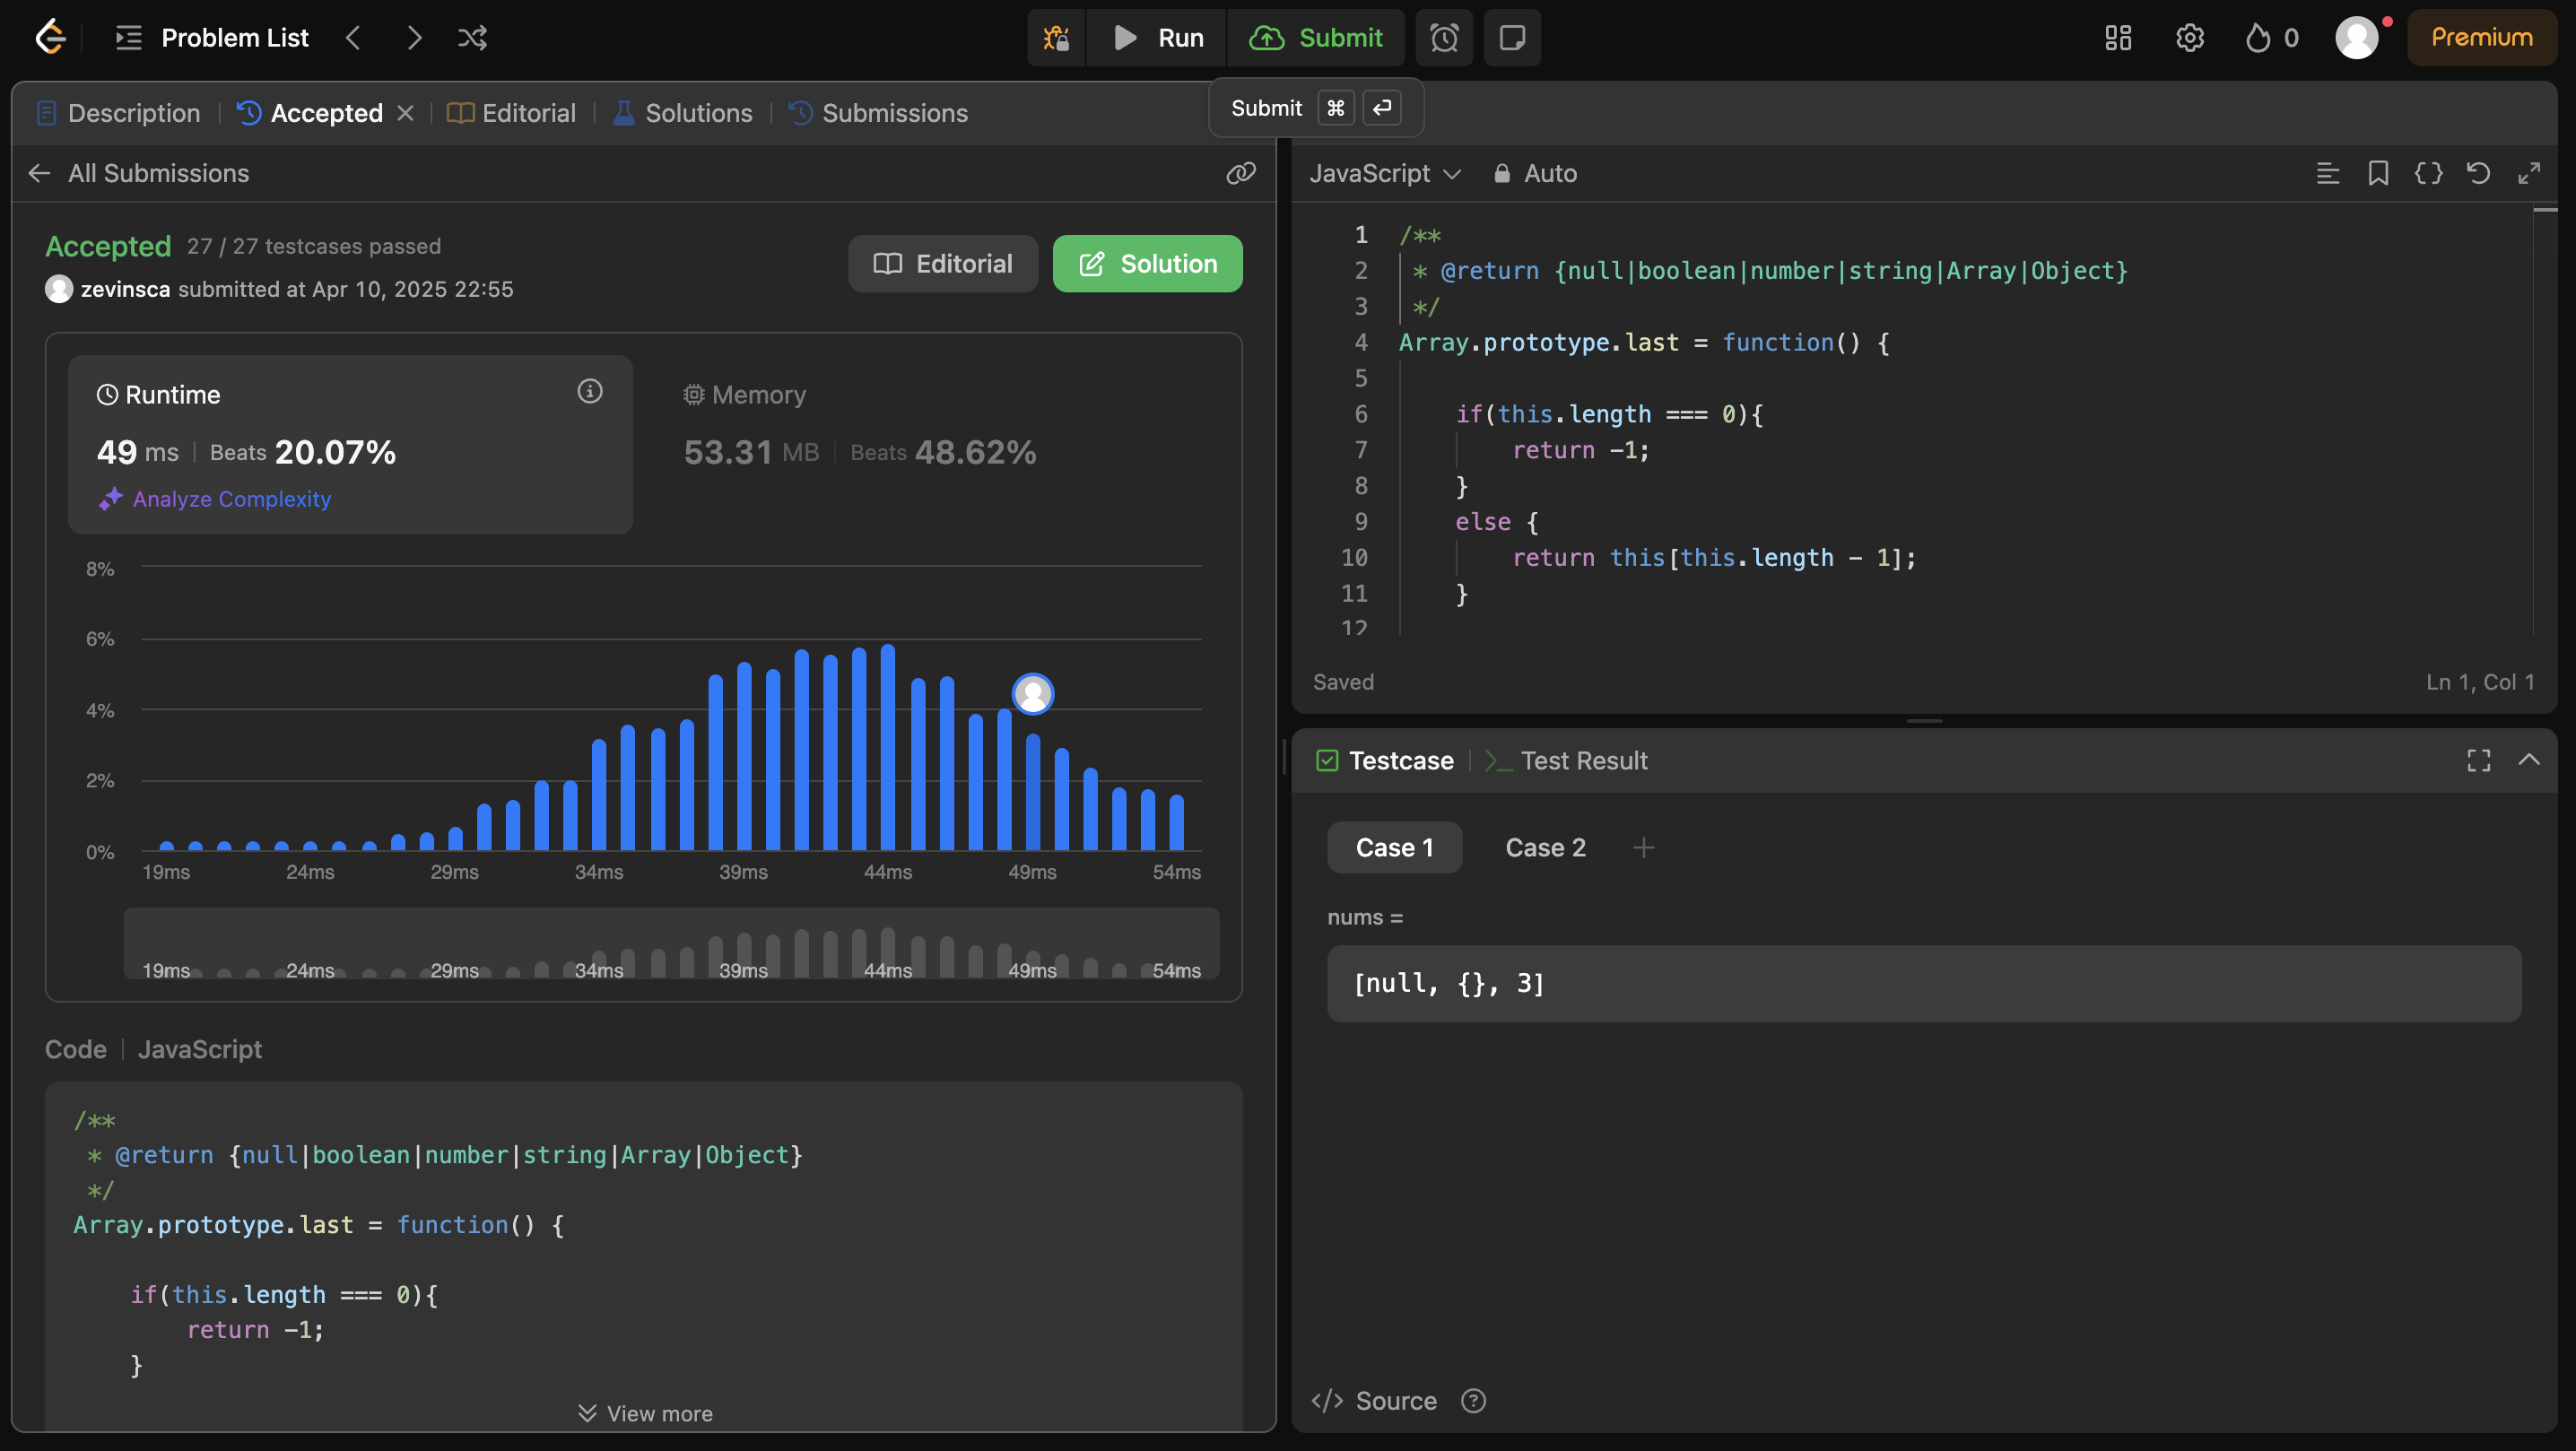 Problem List
Run
Submit
0
Premium
Submit ⌘ ↵
Description
Accepted
Editorial
Solutions
Submissions
All Submissions
Accepted 27 / 27 testcases passed
zevinsca submitted at Apr 10, 2025 22:55
Editorial
Solution
Runtime
49 ms Beats 20.07%
Analyze Complexity
Memory
53.31 MB Beats 48.62%
8%
6%
4%
2%
0%
19ms 24ms 29ms 34ms 39ms 44ms 49ms 54ms
19ms 24ms 29ms 34ms 39ms 44ms 49ms 54ms
Code JavaScript
/**
* @return {null|boolean|number|string|Array|Object}
*/
Array.prototype.last = function() {
if(this.length === 0){
return -1;
}
View more
JavaScript Auto
1 /**
2 * @return {null|boolean|number|string|Array|Object}
3 */
4 Array.prototype.last = function() {
5
6 if(this.length === 0){
7 return -1;
8 }
9 else {
10 return this[this.length - 1];
11 }
12
Saved
Ln 1, Col 1
Testcase
>_ Test Result
Case 1
Case 2
+
nums =
[null, {}, 3]
</> Source ?